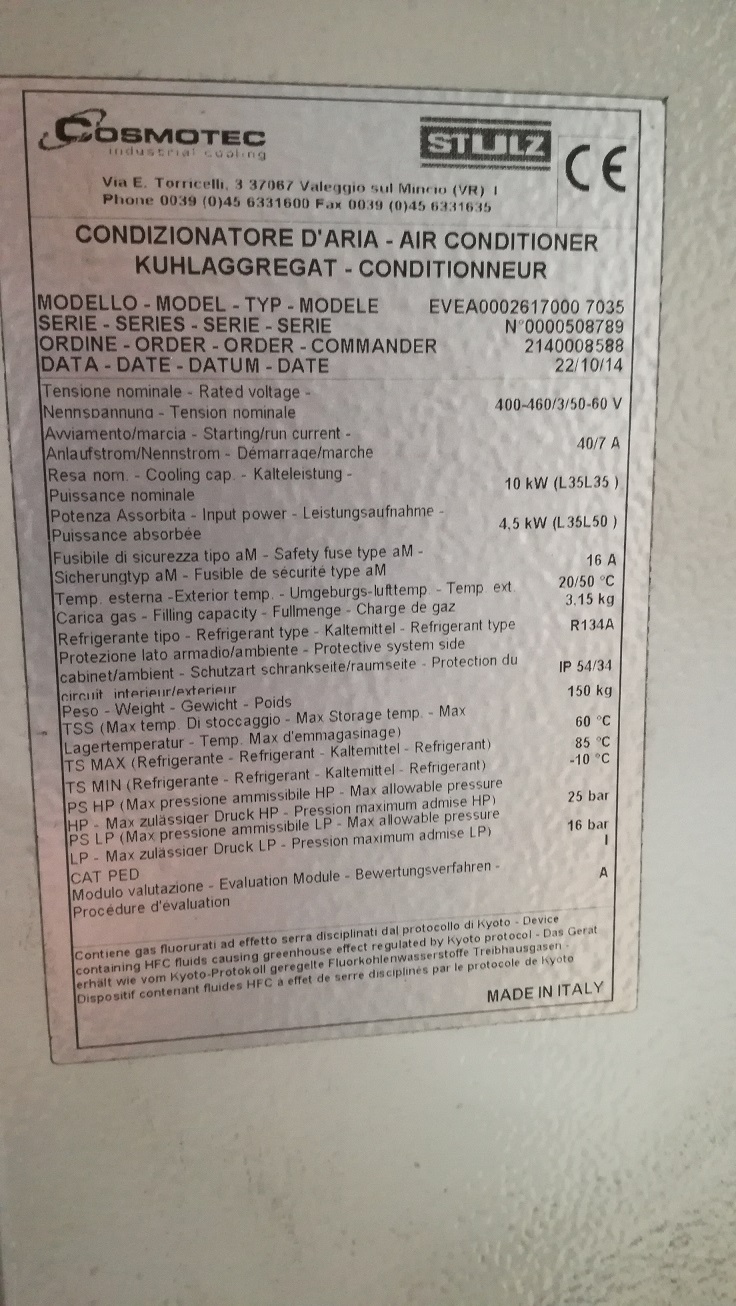 COSMOTEC
industrial cooling
STULZ
CE
Via E. Torricelli, 3 37067 Valeggio sul Mincio (VR) I
Phone 0039 (0)45 6331600 Fax 0039 (0)45 6331635
CONDIZIONATORE D'ARIA - AIR CONDITIONER
KUHLAGGREGAT - CONDITIONNEUR
MODELLO - MODEL - TYP - MODELE EVEA0002617000 7035
SERIE - SERIES - SERIE - SERIE N°0000508789
ORDINE - ORDER - ORDER - COMMANDER 2140008588
DATA - DATE - DATUM - DATE 22/10/14
Tensione nominale - Rated voltage -
Nennspannung - Tension nominale 400-460/3/50-60 V
Avviamento/marcia - Starting/run current -
Anlaufstrom/Nennstrom - Démarrage/marche 40/7 A
Resa nom. - Cooling cap. - Kalteleistung -
Puissance nominale 10 kW (L35L35 )
Potenza Assorbita - Input power - Leistungsaufnahme -
Puissance absorbée 4,5 kW (L35L50 )
Fusibile di sicurezza tipo aM - Safety fuse type aM -
Sicherungtyp aM - Fusible de sécurité type aM 16 A
Temp. esterna -Exterior temp. - Umgeburgs-lufttemp. - Temp. ext. 20/50 °C
Carica gas - Filling capacity - Fullmenge - Charge de gaz 3.15 kg
Refrigerante tipo - Refrigerant type - Kaltemittel - Refrigerant type R134A
Protezione lato armadio/ambiente - Protective system side
cabinet/ambient - Schutzart schrankseite/raumseite - Protection du IP 54/34
circuit interieur/exterieur
Peso - Weight - Gewicht - Poids 150 kg
TSS (Max temp. Di stoccaggio - Max Storage temp. - Max
Lagertemperatur - Temp. Max d'emmagasinage) 60 °C
TS MAX (Refrigerante - Refrigerant - Kaltemittel - Refrigerant) 85 °C
TS MIN (Refrigerante - Refrigerant - Kaltemittel - Refrigerant) -10 °C
PS HP (Max pressione ammissibile HP - Max allowable pressure
HP - Max zulässiger Druck HP - Pression maximum admise HP) 25 bar
PS LP (Max pressione ammissibile LP - Max allowable pressure
LP - Max zulässiger Druck LP - Pression maximum admise LP) 16 bar
CAT PED I
Modulo valutazione - Evaluation Module - Bewertungsverfahren -
Procédure d'évaluation A
Contiene gas fluorurati ad effetto serra disciplinati dal protocollo di Kyoto - Device
containing HFC fluids causing greenhouse effect regulated by Kyoto protocol - Das Gerat
erhält wie vom Kyoto-Protokoll geregelte Fluorkohlenwasserstoffe Treibhausgasen -
Dispositif contenant fluides HFC a effet de serre disciplinés par le protocole de Kyoto
MADE IN ITALY